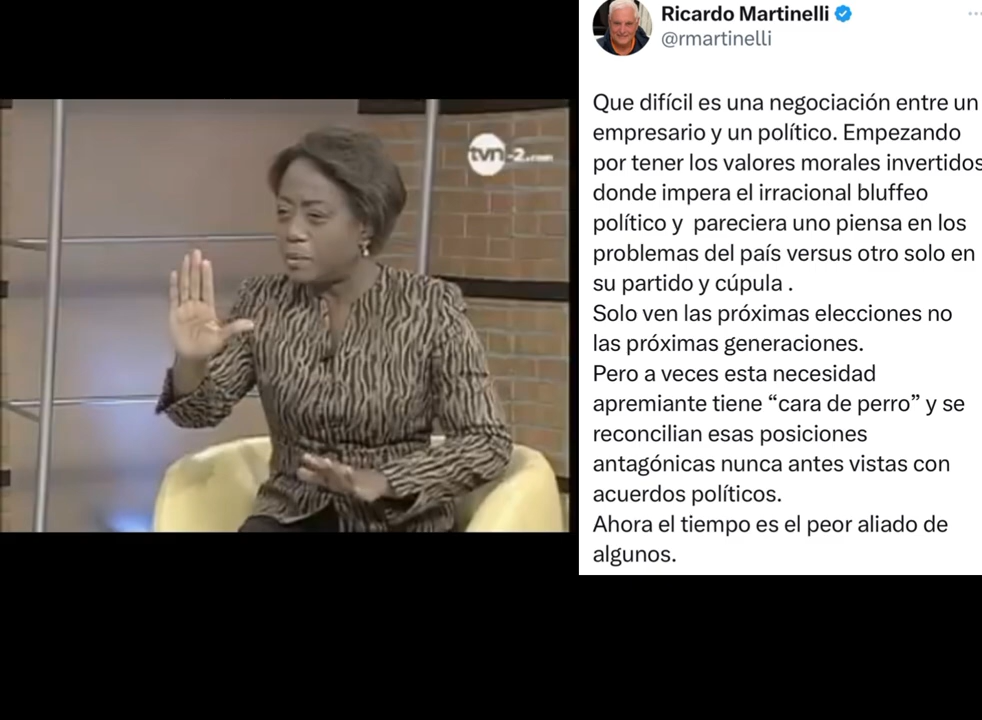 tvn-2.com
Ricardo Martinelli
@rmartinelli
Que difícil es una negociación entre un
empresario y un político. Empezando
por tener los valores morales invertidos
donde impera el irracional bluffeo
político y  pareciera uno piensa en los
problemas del país versus otro solo en
su partido y cúpula .
Solo ven las próximas elecciones no
las próximas generaciones.
Pero a veces esta necesidad
apremiante tiene “cara de perro” y se
reconcilian esas posiciones
antagónicas nunca antes vistas con
acuerdos políticos.
Ahora el tiempo es el peor aliado de
algunos.